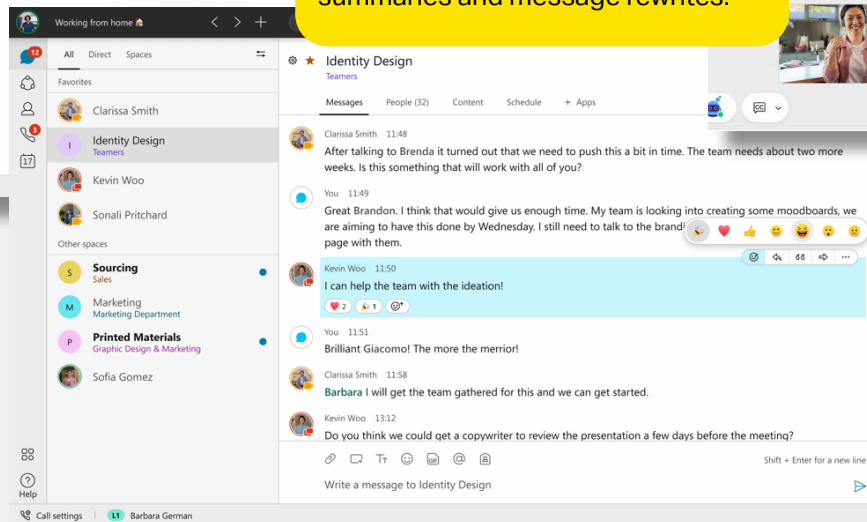 summaries and message rewrites.
Working from home
12
All Direct Spaces
Favorites
Clarissa Smith
I Identity Design
Teamers
3
17
Kevin Woo
Sonali Pritchard
Other spaces
S Sourcing
Sales
M Marketing
Marketing Department
P Printed Materials
Graphic Design & Marketing
Sofia Gomez
Help
Identity Design
Teamers
Messages People (32) Content Schedule + Apps
CC
Clarissa Smith 11:48
After talking to Brenda it turned out that we need to push this a bit in time. The team needs about two more
weeks. Is this something that will work with all of you?
You 11:49
Great Brandon. I think that would give us enough time. My team is looking into creating some moodboards, we
are aiming to have this done by Wednesday. I still need to talk to the brandi
page with them.
Kevin Woo 11:50
I can help the team with the ideation!
2 1
You 11:51
Brilliant Giacomo! The more the merrior!
Clarissa Smith 11:58
Barbara I will get the team gathered for this and we can get started.
Kevin Woo 13:12
Do you think we could get a copywriter to review the presentation a few days before the meeting?
GIF
Shift + Enter for a new line
Write a message to Identity Design
Call settings L1 Barbara German